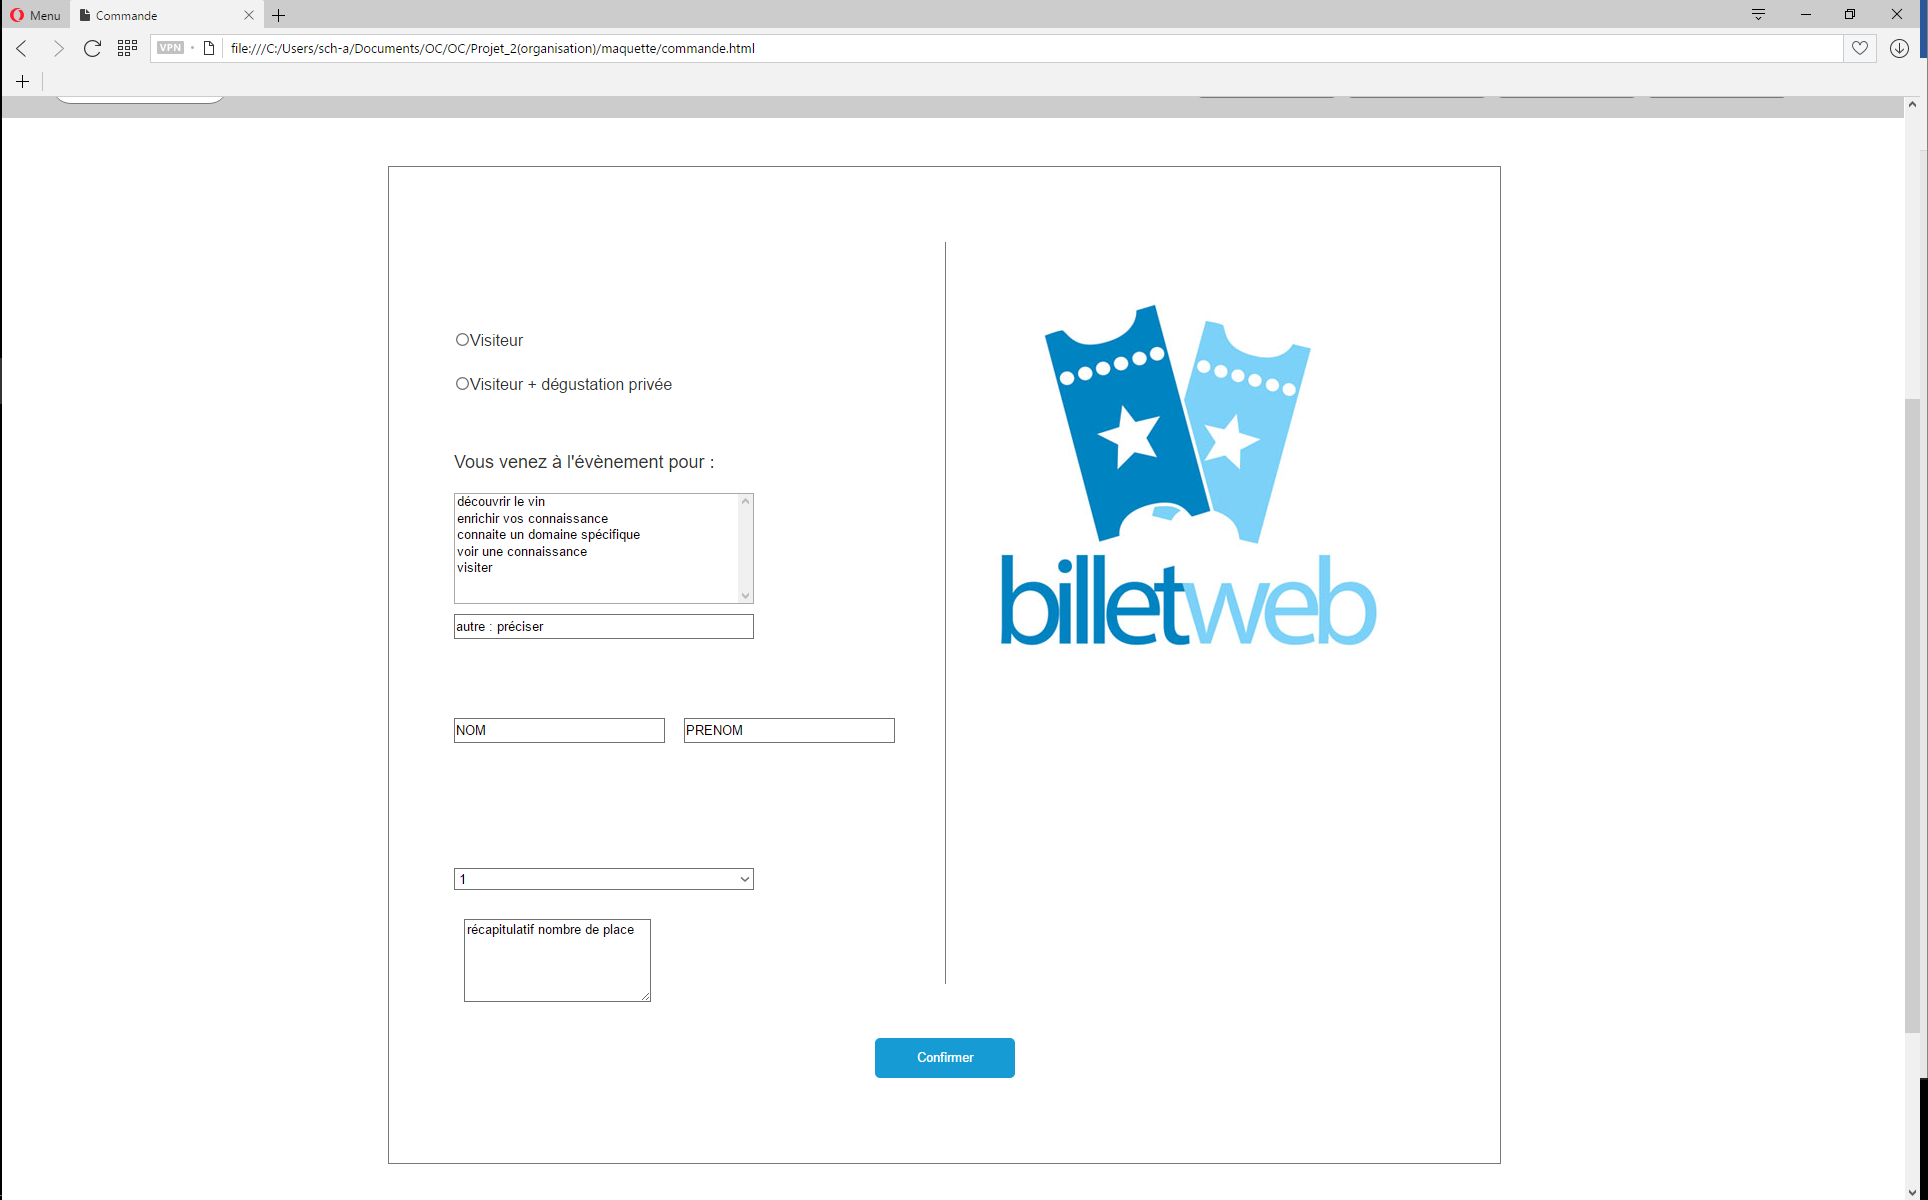 Menu
Commande
VPN
file:///C:/Users/sch-a/Documents/OC/OC/Projet_2(organisation)/maquette/commande.html
Visiteur
Visiteur + dégustation privée
Vous venez à l'évènement pour :
découvrir le vin
enrichir vos connaissance
connaite un domaine spécifique
voir une connaissance
visiter
autre : préciser
NOM
PRENOM
1
récapitulatif nombre de place
billetweb
Confirmer